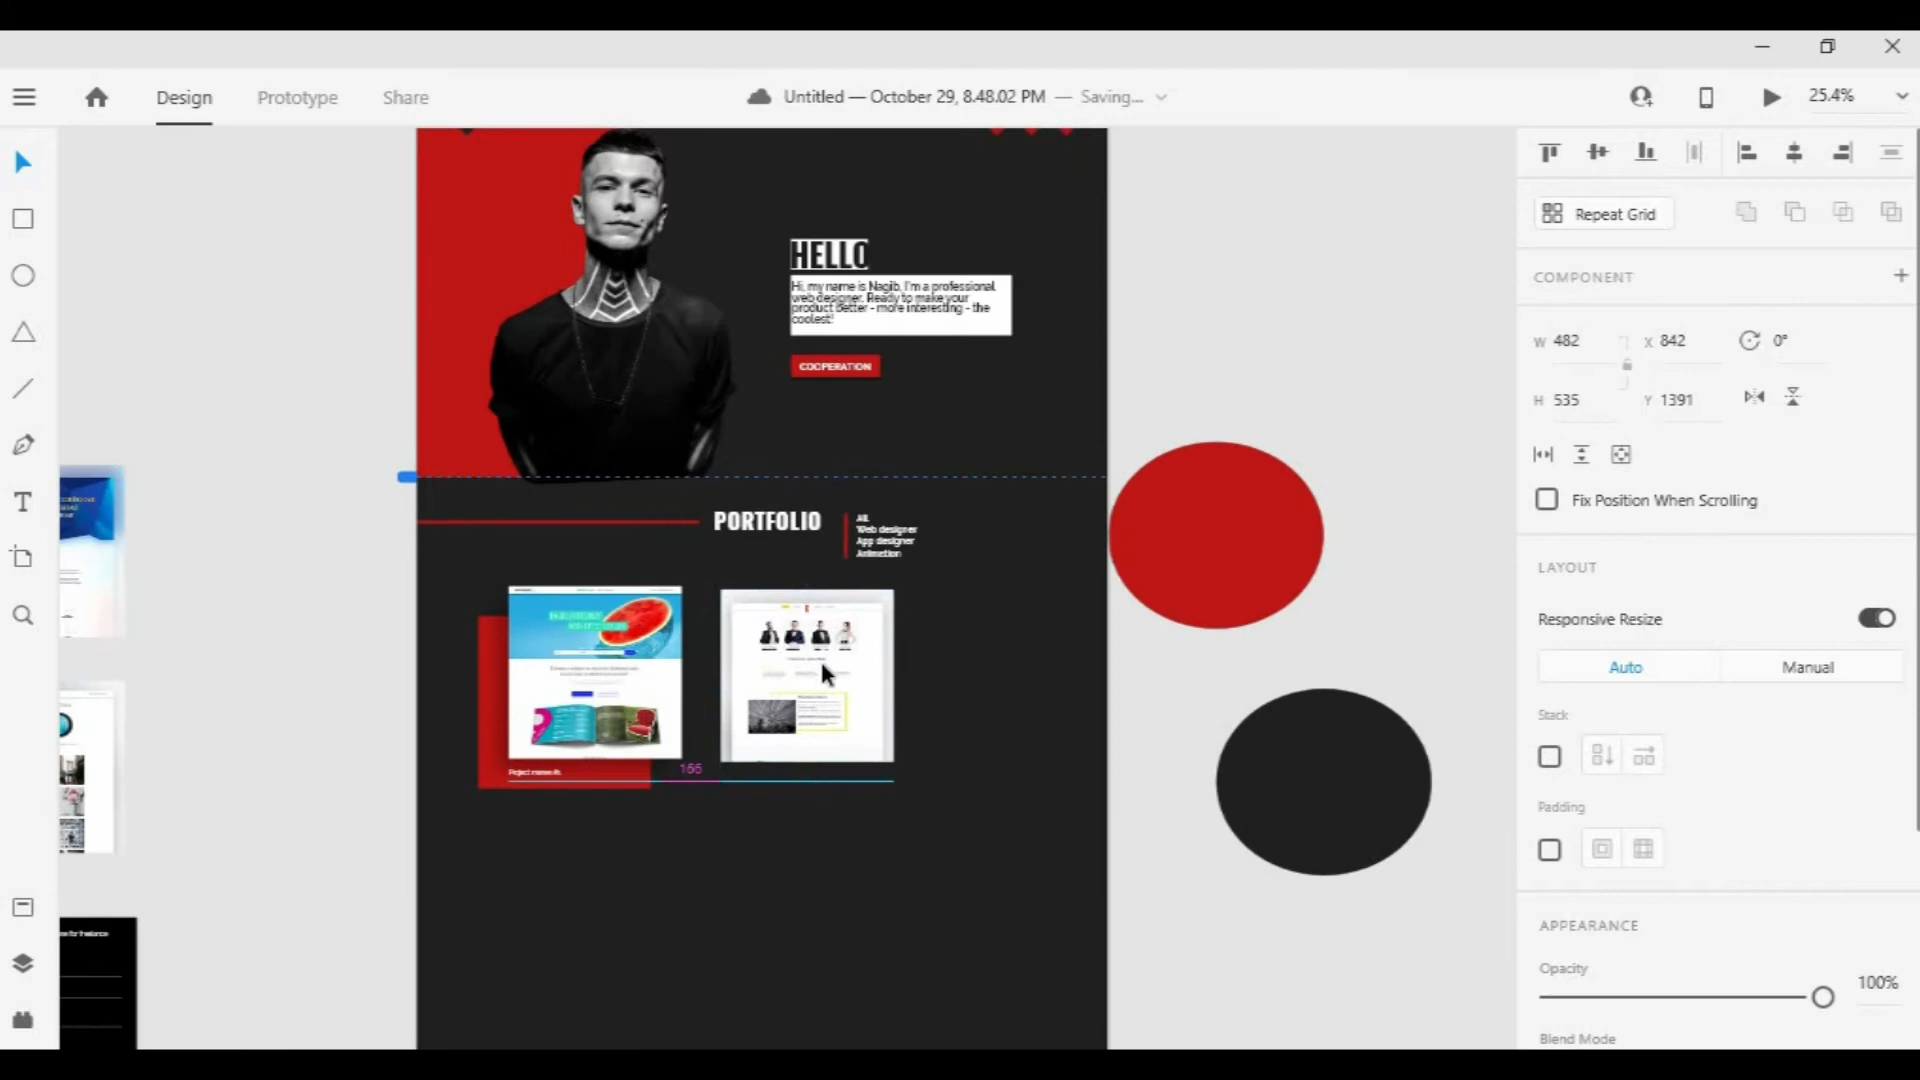 Design
Prototype
Share
Untitled — October 29, 8.48.02 PM — Saving...
25.4%
Repeat Grid
COMPONENT
W 482
X 842
0°
H 535
Y 1391
Fix Position When Scrolling
LAYOUT
Responsive Resize
Auto
Manual
Stack
Padding
APPEARANCE
Opacity
100%
Blend Mode
HELLO
Hi, my name is Nagib, I'm a professional
web designer. Ready to make your
product better - more interesting - the
coolest!
COOPERATION
PORTFOLIO
All
Web designer
App designer
Animation
166